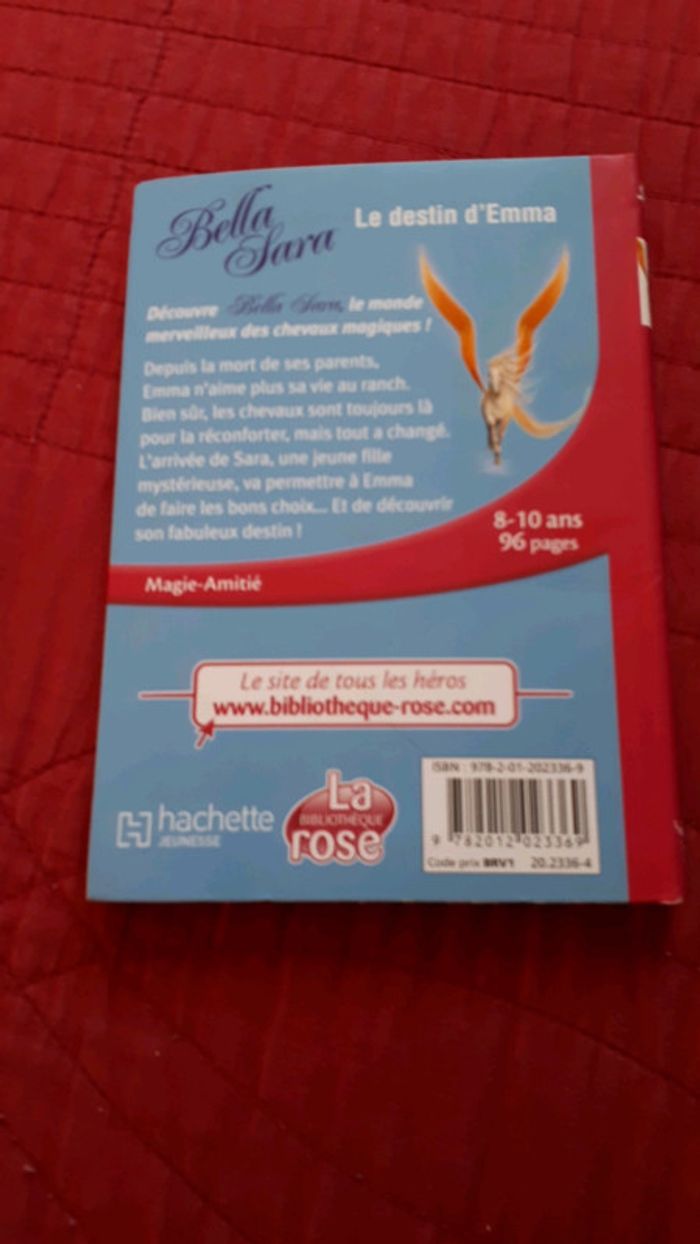 Bella
Sara
Le destin d'Emma
Découvre Bella Sara, le monde
merveilleux des chevaux magiques !
Depuis la mort de ses parents,
Emma n'aime plus sa vie au ranch.
Bien sûr, les chevaux sont toujours là
pour la réconforter, mais tout a changé.
L'arrivée de Sara, une jeune fille
mystérieuse, va permettre à Emma
de faire les bons choix... Et de découvrir
son fabuleux destin !
8-10 ans
96 pages
Magie-Amitié
Le site de tous les héros
www.bibliotheque-rose.com
hachette
JEUNESSE
La
BIBLIOTHÈQUE
rose
ISBN : 978-2-01-202336-9
9 782012 023369
Code prix BRV1 20.2336-4